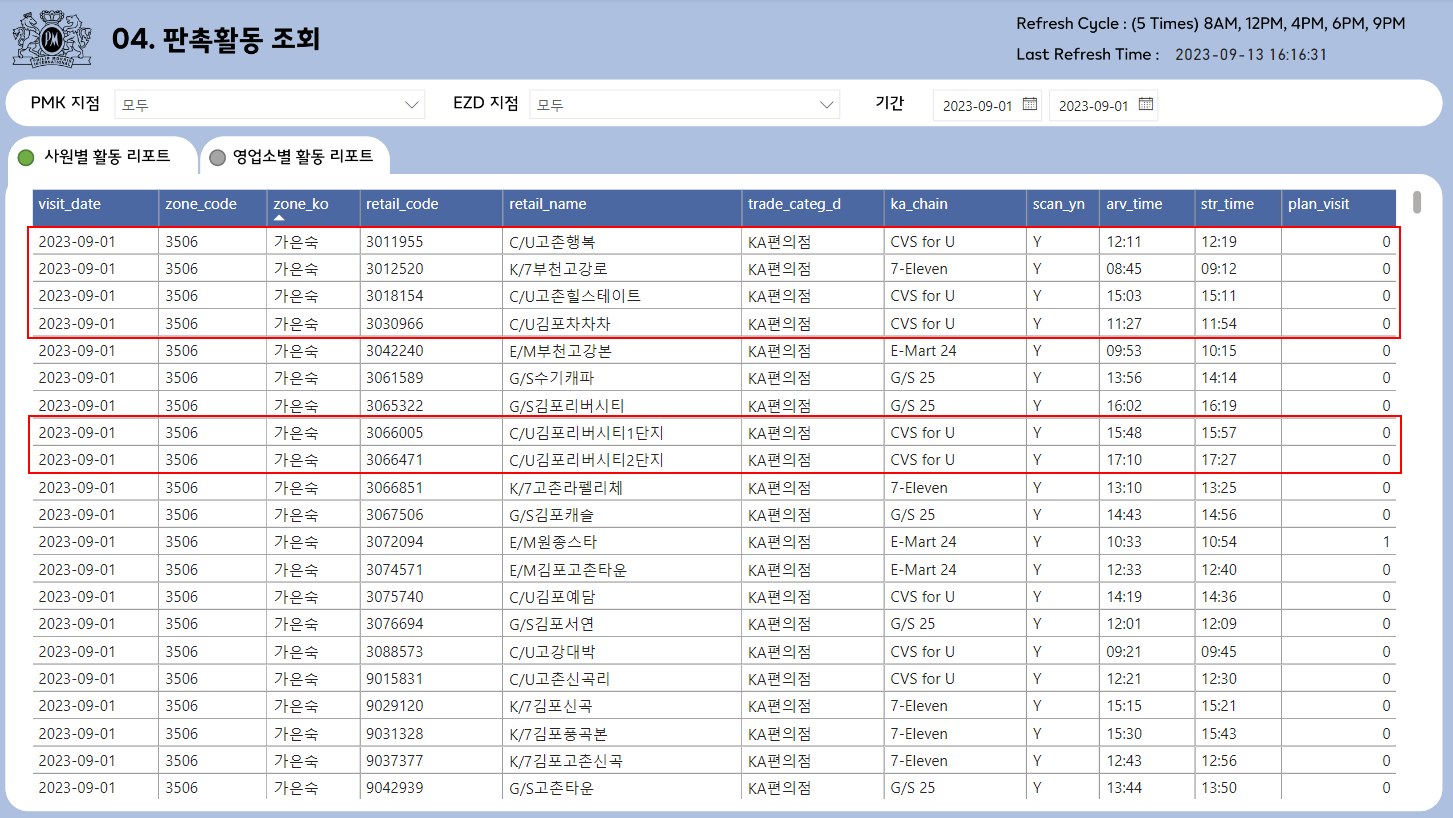 04. 판촉활동 조회
Refresh Cycle : (5 Times) 8AM, 12PM, 4PM, 6PM, 9PM
Last Refresh Time : 2023-09-13 16:16:31
PMK 지점 모두 EZD 지점 모두 기간 2023-09-01 2023-09-01
사원별 활동 리포트 영업소별 활동 리포트
visit_date zone_code zone_ko retail_code retail_name trade_categ_d ka_chain scan_yn arv_time str_time plan_visit
2023-09-01 3506 가은숙 3011955 C/U고촌행복 KA편의점 CVS for U Y 12:11 12:19 0
2023-09-01 3506 가은숙 3012520 K/7부천고강로 KA편의점 7-Eleven Y 08:45 09:12 0
2023-09-01 3506 가은숙 3018154 C/U고촌힐스테이트 KA편의점 CVS for U Y 15:03 15:11 0
2023-09-01 3506 가은숙 3030966 C/U김포차차차 KA편의점 CVS for U Y 11:27 11:54 0
2023-09-01 3506 가은숙 3042240 E/M부천고강본 KA편의점 E-Mart 24 Y 09:53 10:15 0
2023-09-01 3506 가은숙 3061589 G/S수기캐파 KA편의점 G/S 25 Y 13:56 14:14 0
2023-09-01 3506 가은숙 3065322 G/S김포리버시티 KA편의점 G/S 25 Y 16:02 16:19 0
2023-09-01 3506 가은숙 3066005 C/U김포리버시티1단지 KA편의점 CVS for U Y 15:48 15:57 0
2023-09-01 3506 가은숙 3066471 C/U김포리버시티2단지 KA편의점 CVS for U Y 17:10 17:27 0
2023-09-01 3506 가은숙 3066851 K/7고촌라펠리체 KA편의점 7-Eleven Y 13:10 13:25 0
2023-09-01 3506 가은숙 3067506 G/S김포캐슬 KA편의점 G/S 25 Y 14:43 14:56 0
2023-09-01 3506 가은숙 3072094 E/M원종스타 KA편의점 E-Mart 24 Y 10:33 10:54 1
2023-09-01 3506 가은숙 3074571 E/M김포고촌타운 KA편의점 E-Mart 24 Y 12:33 12:40 0
2023-09-01 3506 가은숙 3075740 C/U김포예담 KA편의점 CVS for U Y 14:19 14:36 0
2023-09-01 3506 가은숙 3076694 G/S김포서연 KA편의점 G/S 25 Y 12:01 12:09 0
2023-09-01 3506 가은숙 3088573 C/U고강대박 KA편의점 CVS for U Y 09:21 09:45 0
2023-09-01 3506 가은숙 9015831 C/U고촌신곡리 KA편의점 CVS for U Y 12:21 12:30 0
2023-09-01 3506 가은숙 9029120 K/7김포신곡 KA편의점 7-Eleven Y 15:15 15:21 0
2023-09-01 3506 가은숙 9031328 K/7김포풍곡본 KA편의점 7-Eleven Y 15:30 15:43 0
2023-09-01 3506 가은숙 9037377 K/7김포고촌신곡 KA편의점 7-Eleven Y 12:43 12:56 0
2023-09-01 3506 가은숙 9042939 G/S고촌타운 KA편의점 G/S 25 Y 13:44 13:50 0